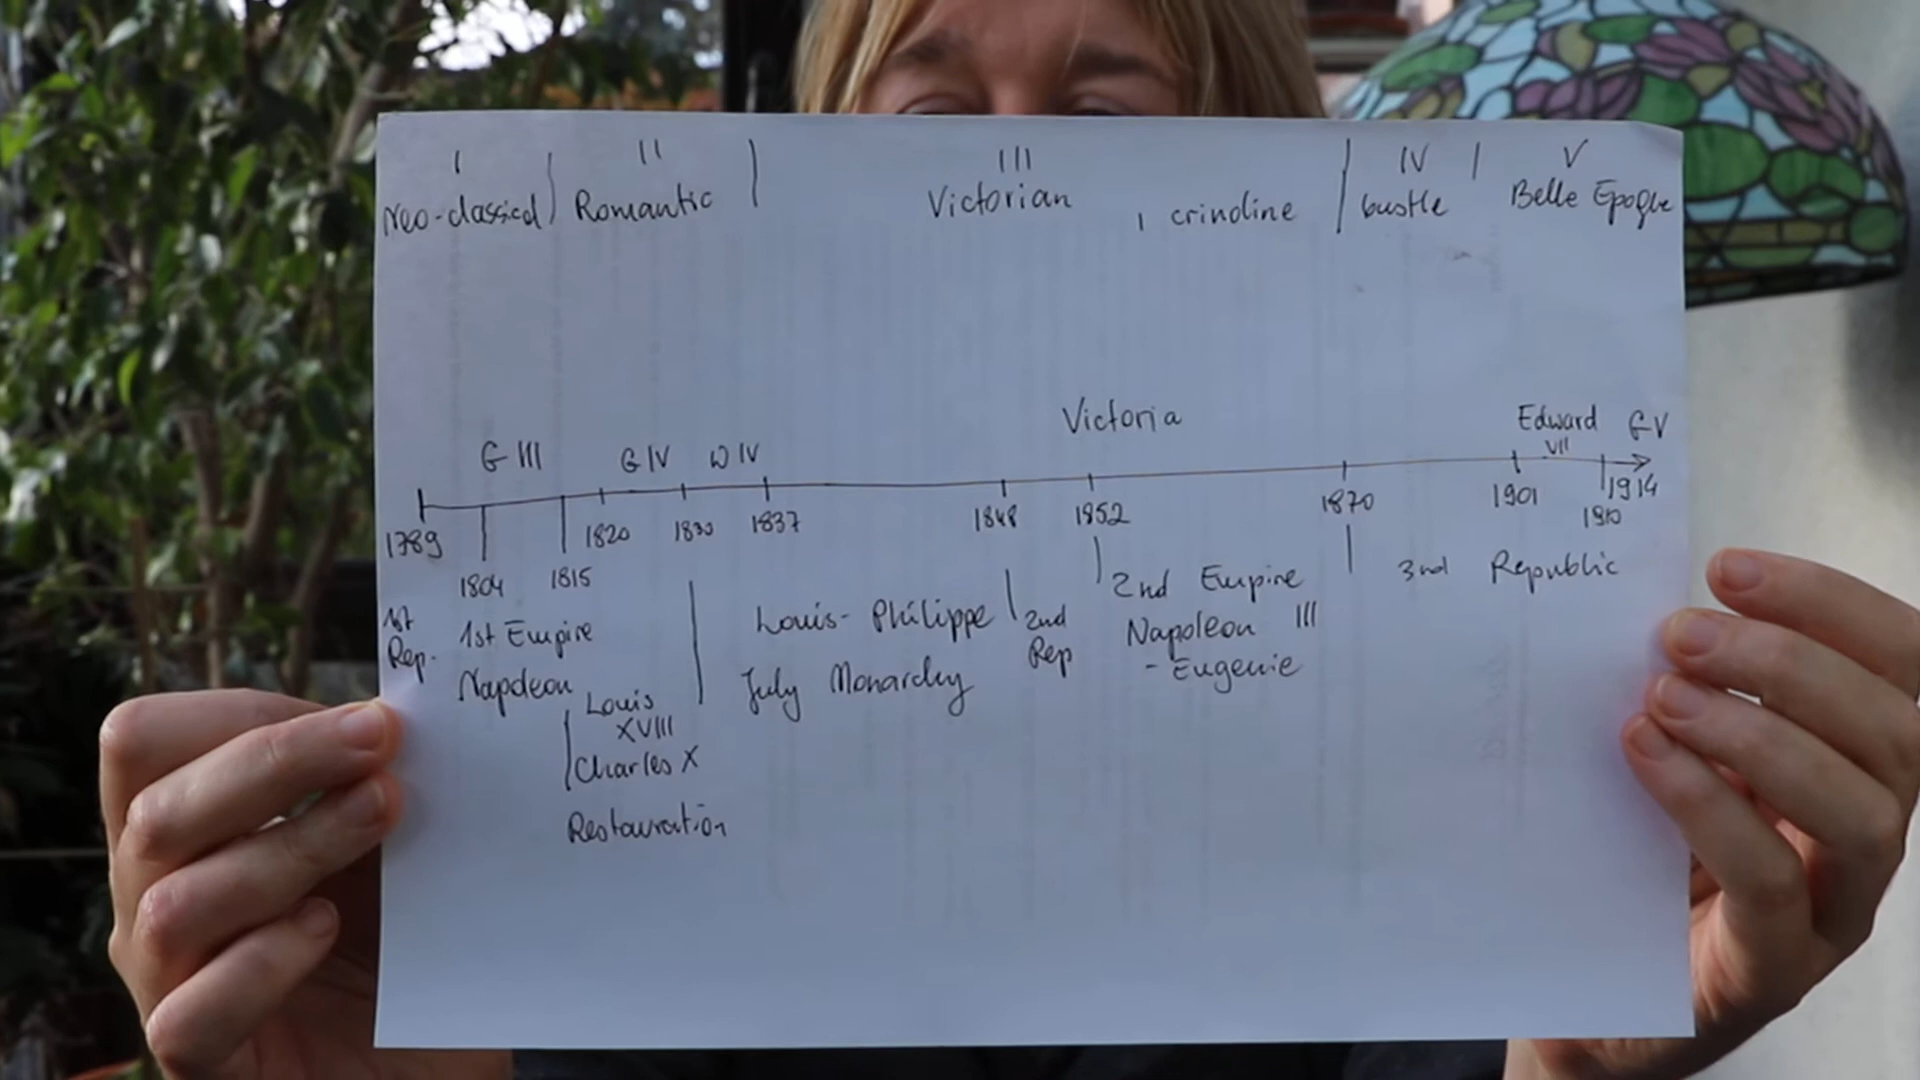 I II III IV V
Neo-classical Romantic Victorian crinoline bustle Belle Epoque
Victoria
G III G IV W IV Edward VII G V
1789 1804 1815 1820 1830 1837 1848 1852 1870 1901 1910 1914
1st
Rep.
1st Empire
Napoleon
Louis
XVIII
Charles X
Restauration
Louis-Philippe
July Monarchy
2nd
Rep
2nd Empire
Napoleon III
- Eugenie
3nd Republic